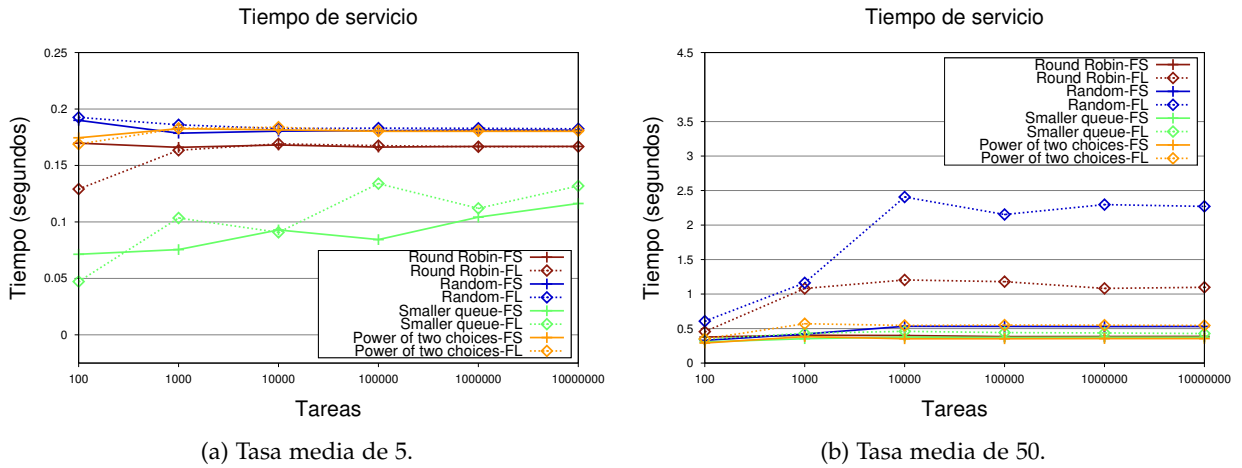 Tiempo de servicio
0.25
0.2
0.15
0.1
0.05
0
Tiempo (segundos)
100
1000
10000
100000
1000000
10000000
Tareas
Round Robin-FS
Round Robin-FL
Random-FS
Random-FL
Smaller queue-FS
Smaller queue-FL
Power of two choices-FS
Power of two choices-FL
(a) Tasa media de 5.
Tiempo de servicio
4.5
4
3.5
3
2.5
2
1.5
1
0.5
0
Tiempo (segundos)
100
1000
10000
100000
1000000
10000000
Tareas
Round Robin-FS
Round Robin-FL
Random-FS
Random-FL
Smaller queue-FS
Smaller queue-FL
Power of two choices-FS
Power of two choices-FL
(b) Tasa media de 50.